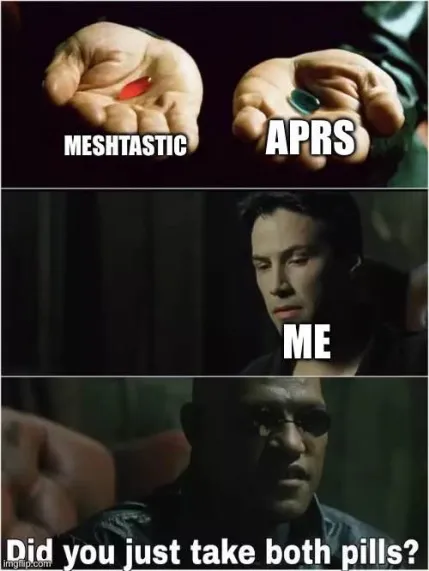 MESHTASTIC
APRS
ME
Did you just take both pills?
imgflip.com